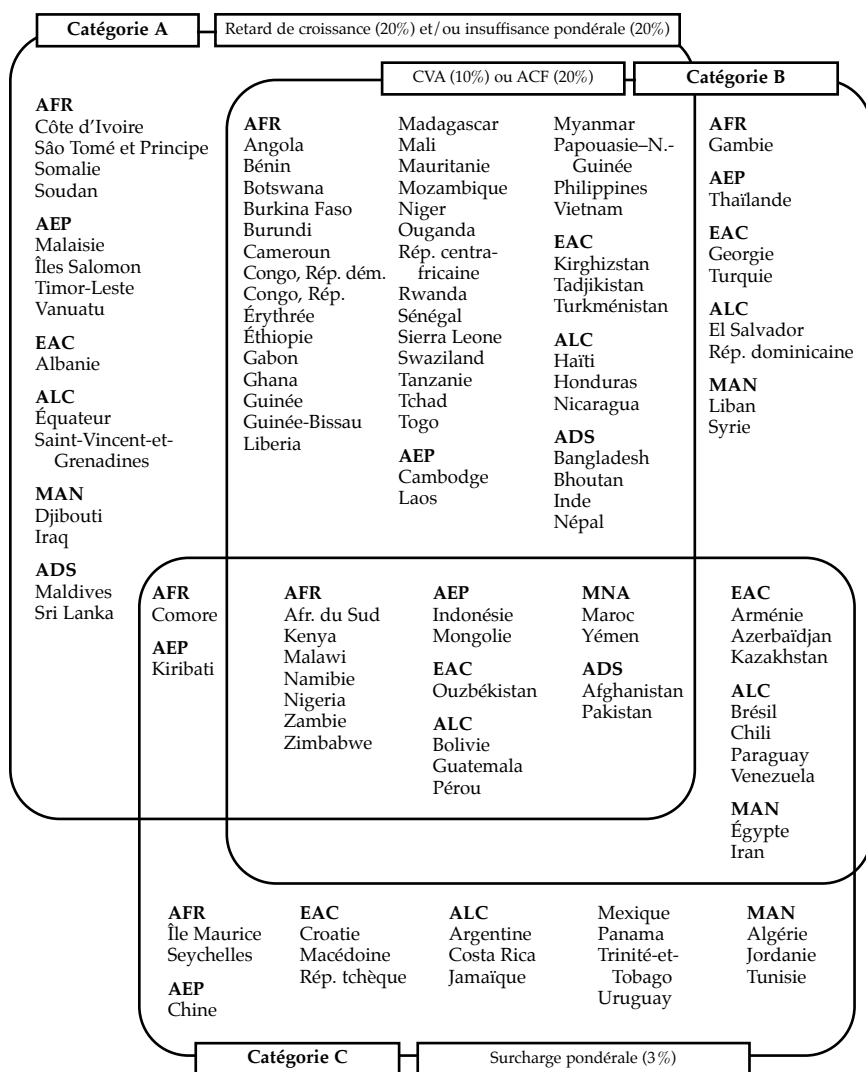 Catégorie A
Retard de croissance (20%) et/ou insuffisance pondérale (20%)
CVA (10%) ou ACF (20%)
Catégorie B
AFR
Côte d'Ivoire
Sâo Tomé et Principe
Somalie
Soudan
AEP
Malaisie
Îles Salomon
Timor-Leste
Vanuatu
EAC
Albanie
ALC
Équateur
Saint-Vincent-et-
Grenadines
MAN
Djibouti
Iraq
ADS
Maldives
Sri Lanka
AFR
Angola
Bénin
Botswana
Burkina Faso
Burundi
Cameroun
Congo, Rép. dém.
Congo, Rép.
Érythrée
Éthiopie
Gabon
Ghana
Guinée
Guinée-Bissau
Liberia
Madagascar
Mali
Mauritanie
Mozambique
Niger
Ouganda
Rép. centra-
fricaine
Rwanda
Sénégal
Sierra Leone
Swaziland
Tanzanie
Tchad
Togo
AEP
Cambodge
Laos
Myanmar
Papouasie–N.-
Guinée
Philippines
Vietnam
EAC
Kirghizstan
Tadjikistan
Turkménistan
ALC
Haïti
Honduras
Nicaragua
ADS
Bangladesh
Bhoutan
Inde
Népal
AFR
Gambie
AEP
Thaïlande
EAC
Georgie
Turquie
ALC
El Salvador
Rép. dominicaine
MAN
Liban
Syrie
AFR
Comore
AEP
Kiribati
AFR
Afr. du Sud
Kenya
Malawi
Namibie
Nigeria
Zambie
Zimbabwe
AEP
Indonésie
Mongolie
EAC
Ouzbékistan
ALC
Bolivie
Guatemala
Pérou
MNA
Maroc
Yémen
ADS
Afghanistan
Pakistan
EAC
Arménie
Azerbaïdjan
Kazakhstan
ALC
Brésil
Chili
Paraguay
Venezuela
MAN
Égypte
Iran
AFR
Île Maurice
Seychelles
AEP
Chine
EAC
Croatie
Macédoine
Rép. tchèque
ALC
Argentine
Costa Rica
Jamaïque
Mexique
Panama
Trinité-et-
Tobago
Uruguay
MAN
Algérie
Jordanie
Tunisie
Catégorie C
Surcharge pondérale (3%)